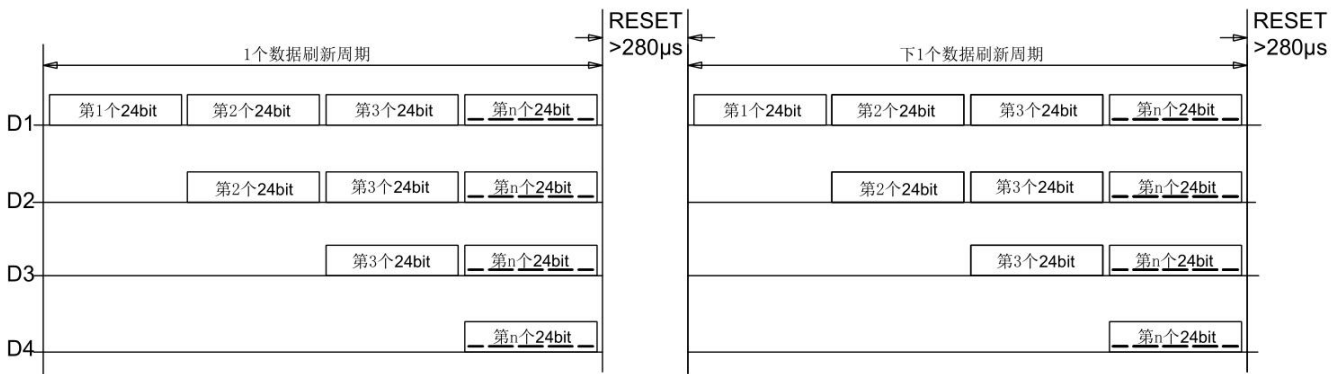 RESET RESET
1个数据刷新周期 >280μs 下1个数据刷新周期 >280μs
D1 第1个24bit 第2个24bit 第3个24bit 第n个24bit 第1个24bit 第2个24bit 第3个24bit 第n个24bit
D2 第2个24bit 第3个24bit 第n个24bit 第2个24bit 第3个24bit 第n个24bit
D3 第3个24bit 第n个24bit 第3个24bit 第n个24bit
D4 第n个24bit 第n个24bit